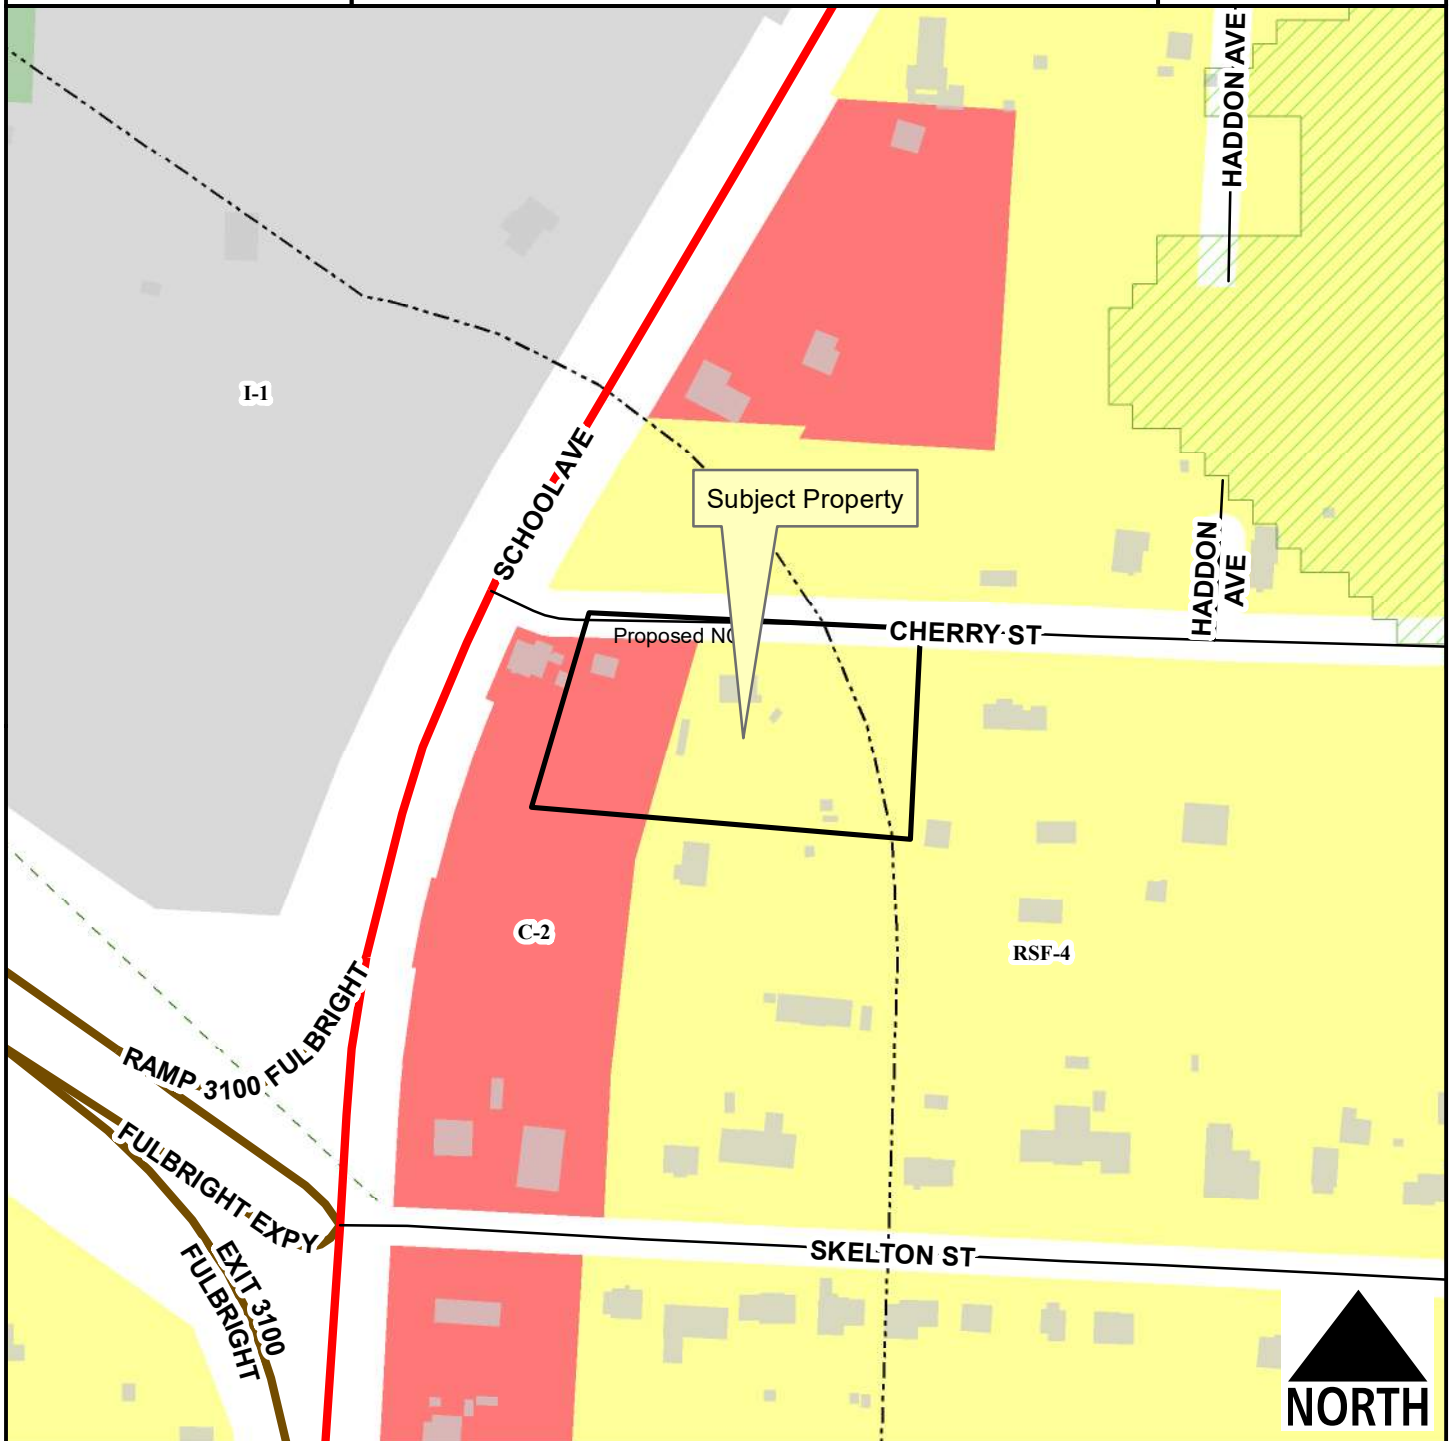 HADDON AVE
I-1
SCHOOL AVE
Subject Property
HADDON
AVE
Proposed
CHERRY ST
C-2
RSF-4
RAMP 3100 FULBRIGHT
FULBRIGHT EXPY
SKELTON ST
EXIT 3100
FULBRIGHT
NORTH